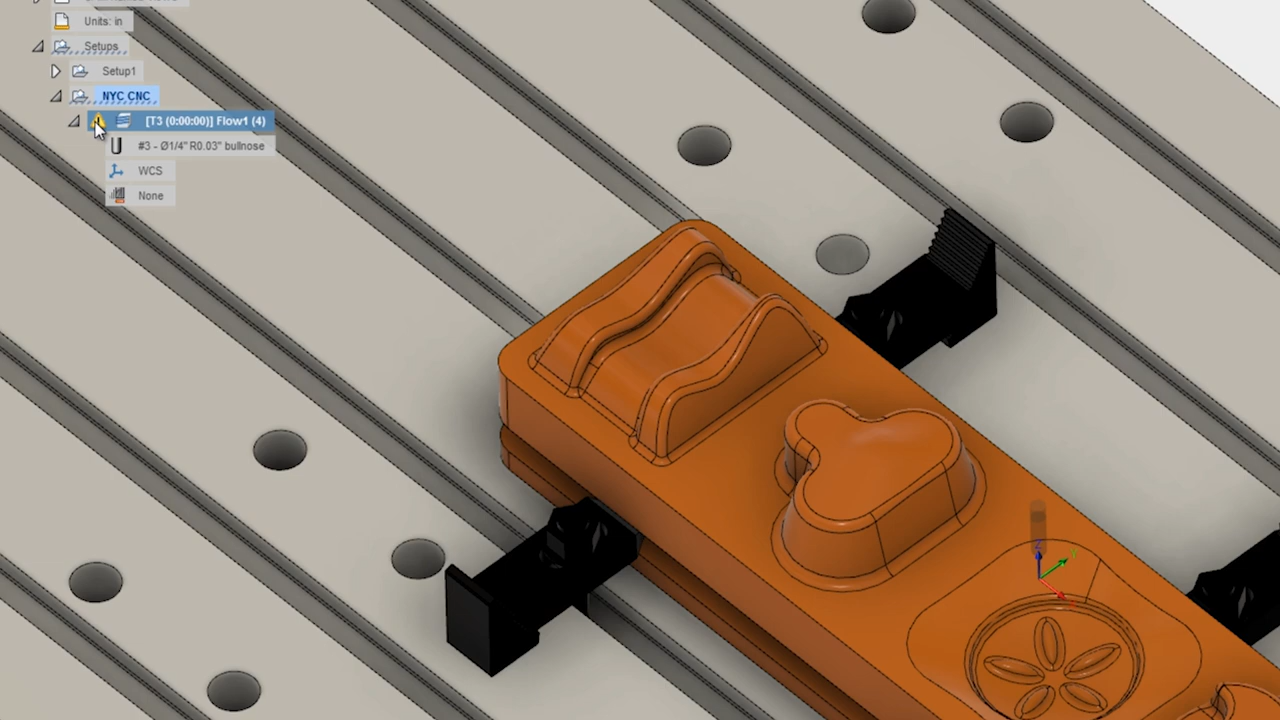 Units: in
Setups
Setup1
NYC CNC
[T3 (0:00:00)] Flow1 (4)
#3 - Ø1/4" R0.03" bullnose
WCS
None
Z